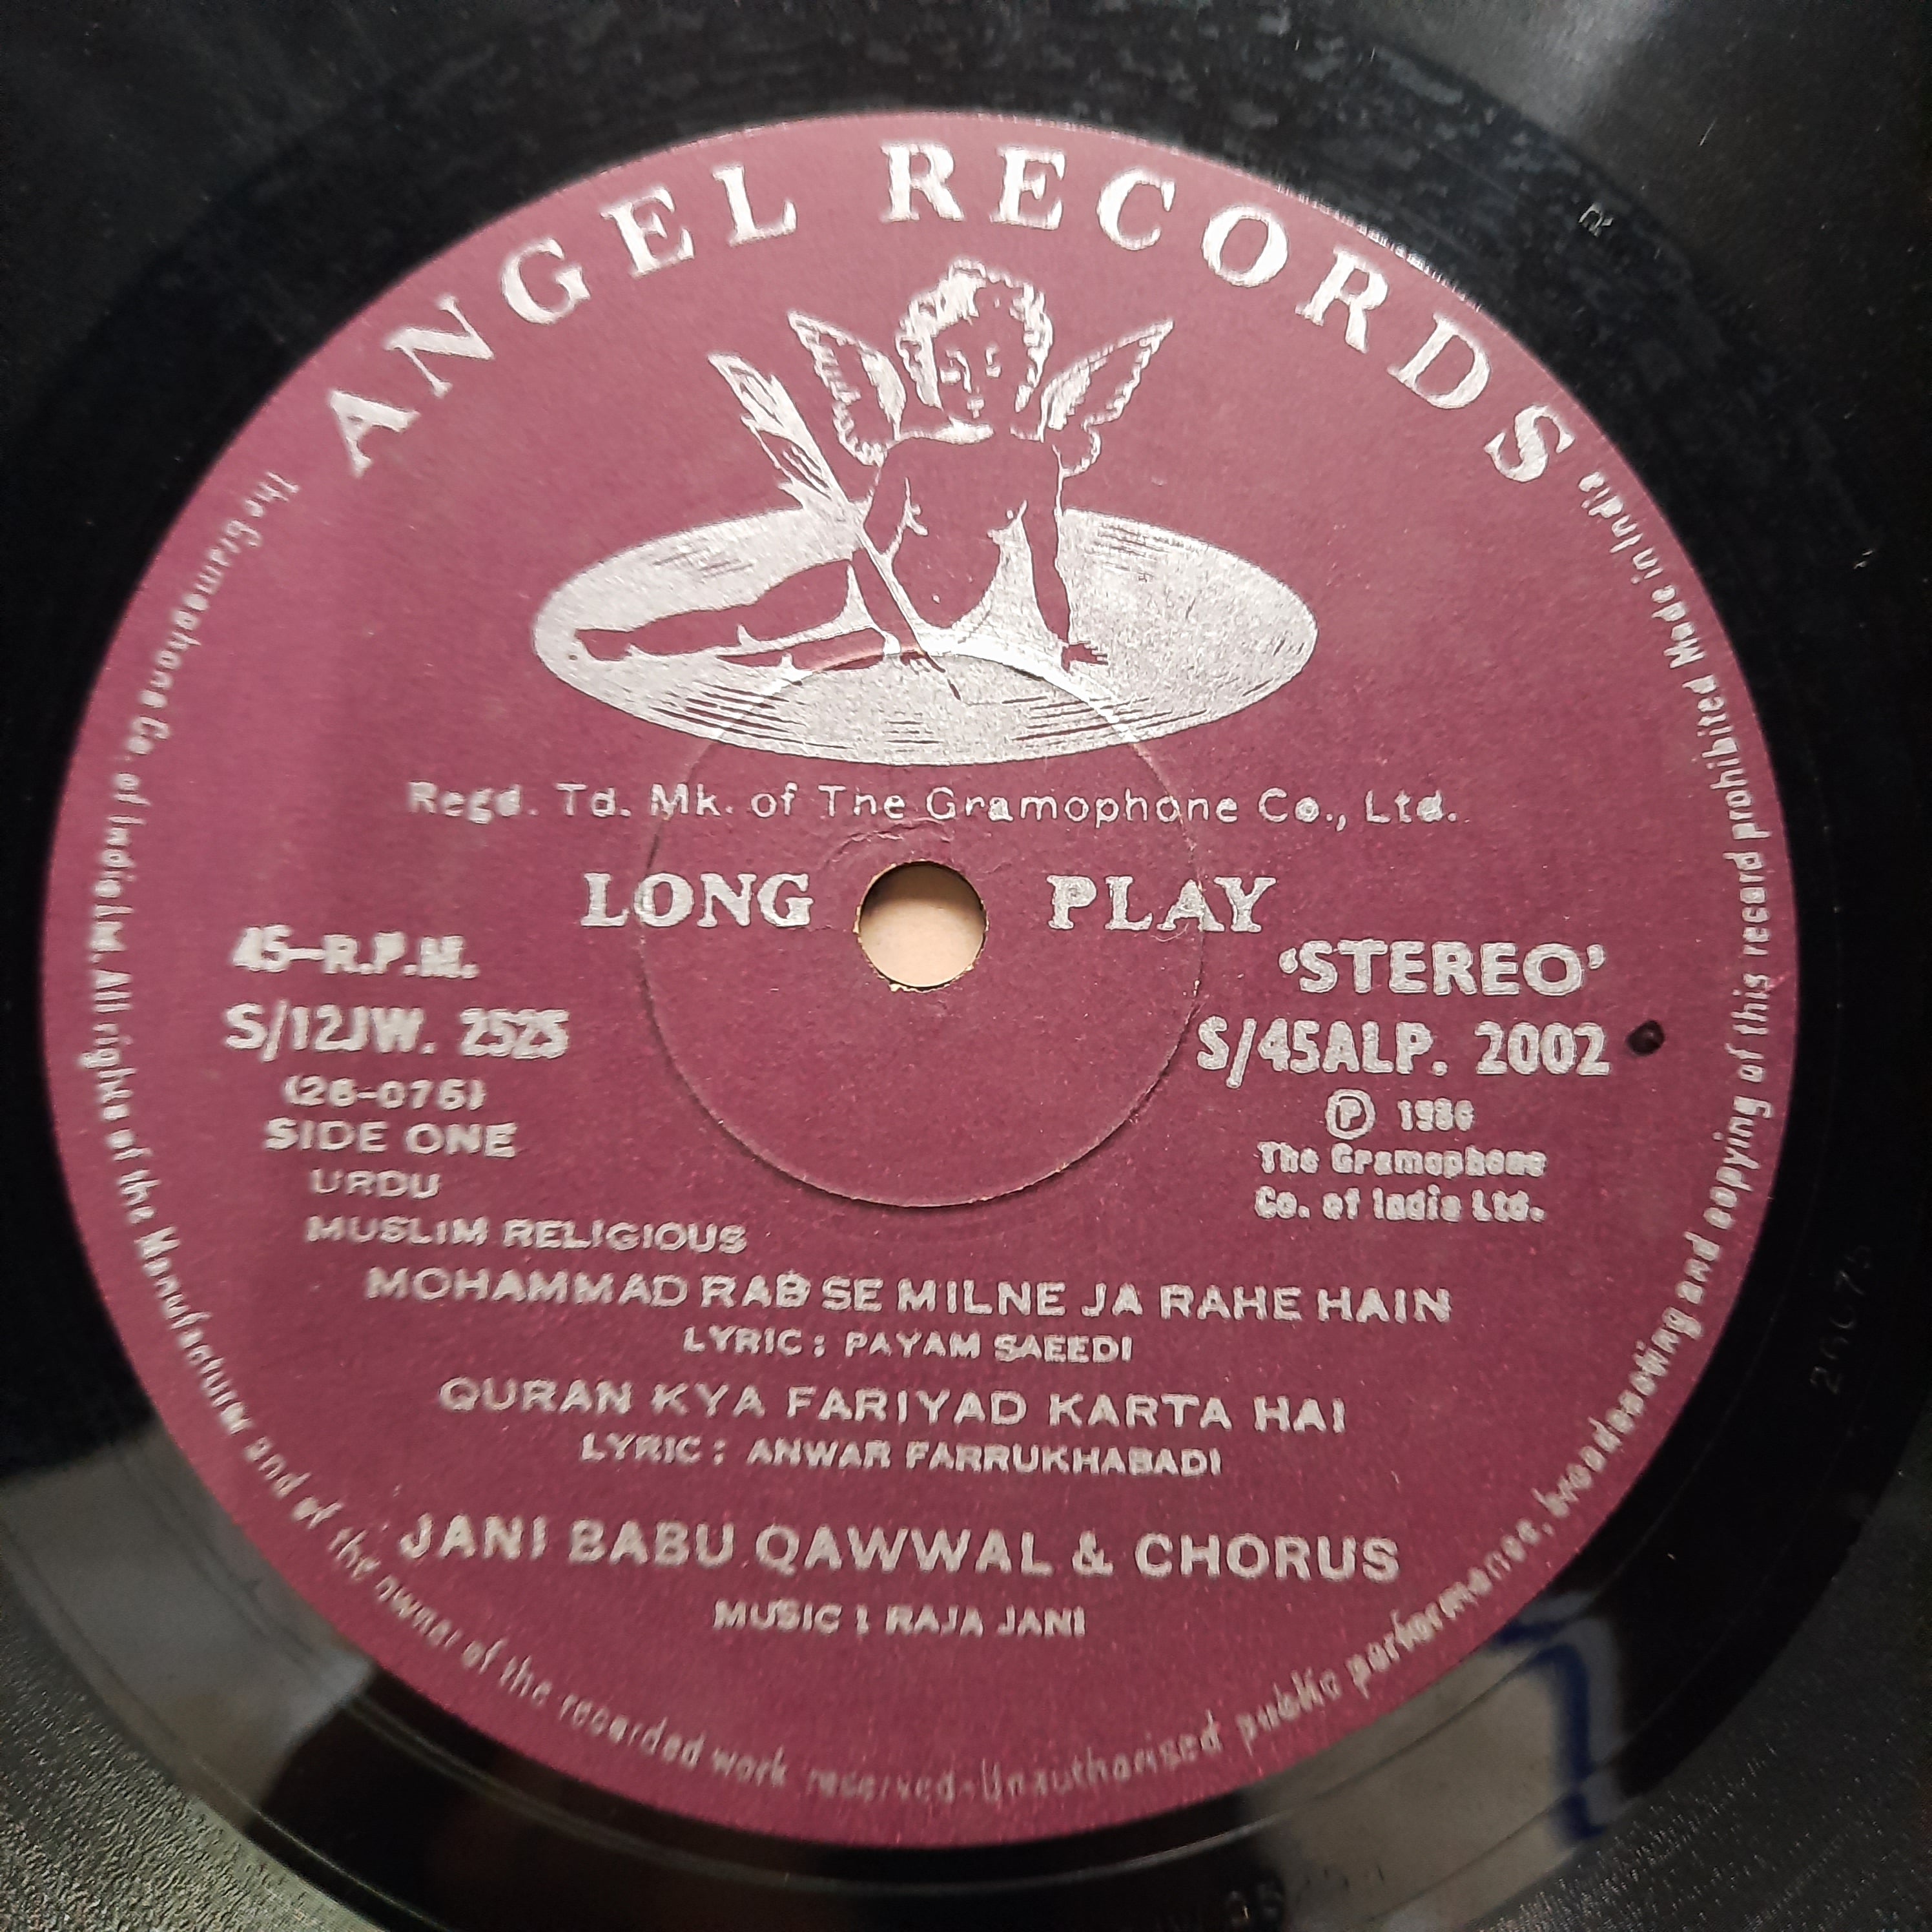 ANGEL RECORDS
Regd. Td. Mk. of The Gramophone Co., Ltd.
LONG PLAY
45-R.P.M.
S/12JW. 2525
(26-075)
SIDE ONE
URDU
MUSLIM RELIGIOUS
'STEREO'
S/45ALP. 2002
Ⓟ 1980
The Gramophone
Co. of India Ltd.
MOHAMMAD RAB SE MILNE JA RAHE HAIN
LYRIC : PAYAM SAEEDI
QURAN KYA FARIYAD KARTA HAI
LYRIC : ANWAR FARRUKHABADI
JANI BABU QAWWAL & CHORUS
MUSIC : RAJA JANI
The Gramophone Co. of India Ltd. All rights of the Manufacturer and of the owner of the recorded work reserved-Unauthorised public performance, broadcasting and copying of this record prohibited Made in India